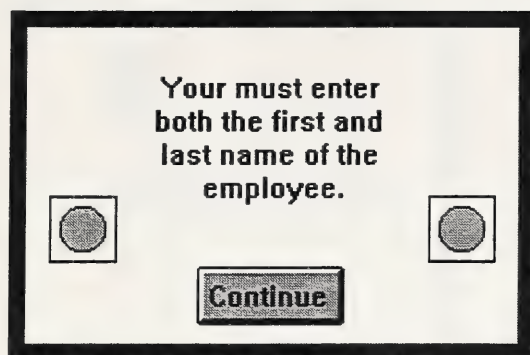 Your must enter
both the first and
last name of the
employee.
Continue